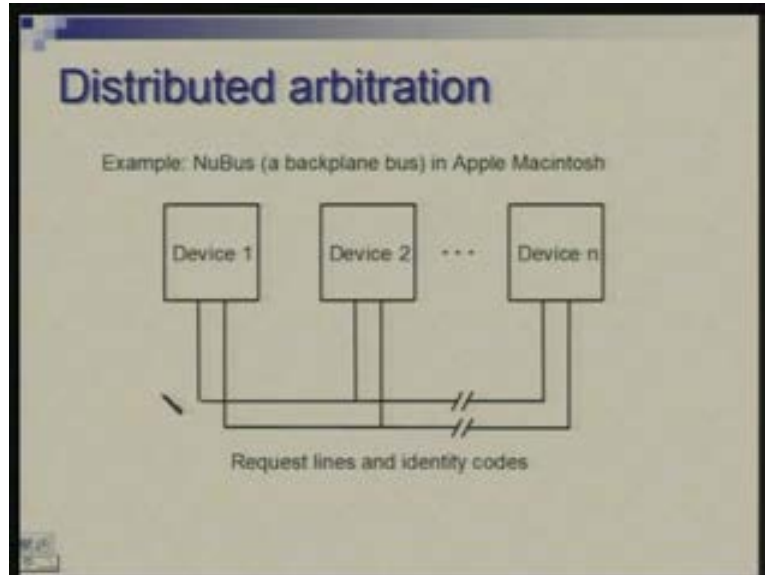 Distributed arbitration
Example: NuBus (a backplane bus) in Apple Macintosh
Device 1
Device 2
. . .
Device n
Request lines and identity codes